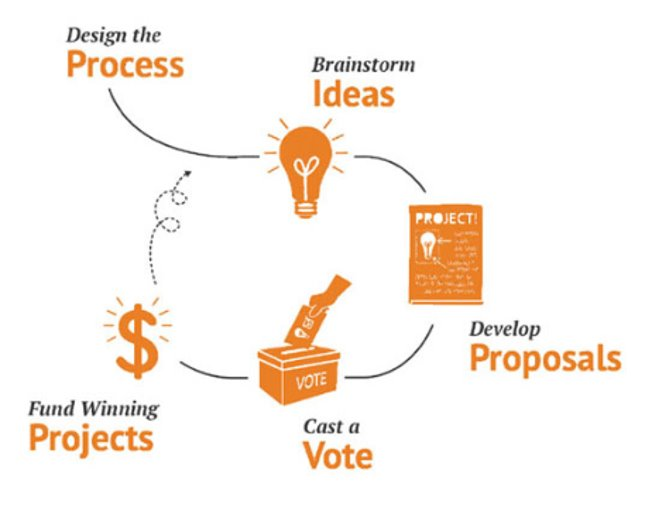 Design the
Process
Brainstorm
Ideas
PROJECT!
Develop
Proposals
VOTE
Cast a
Vote
Fund Winning
Projects
$